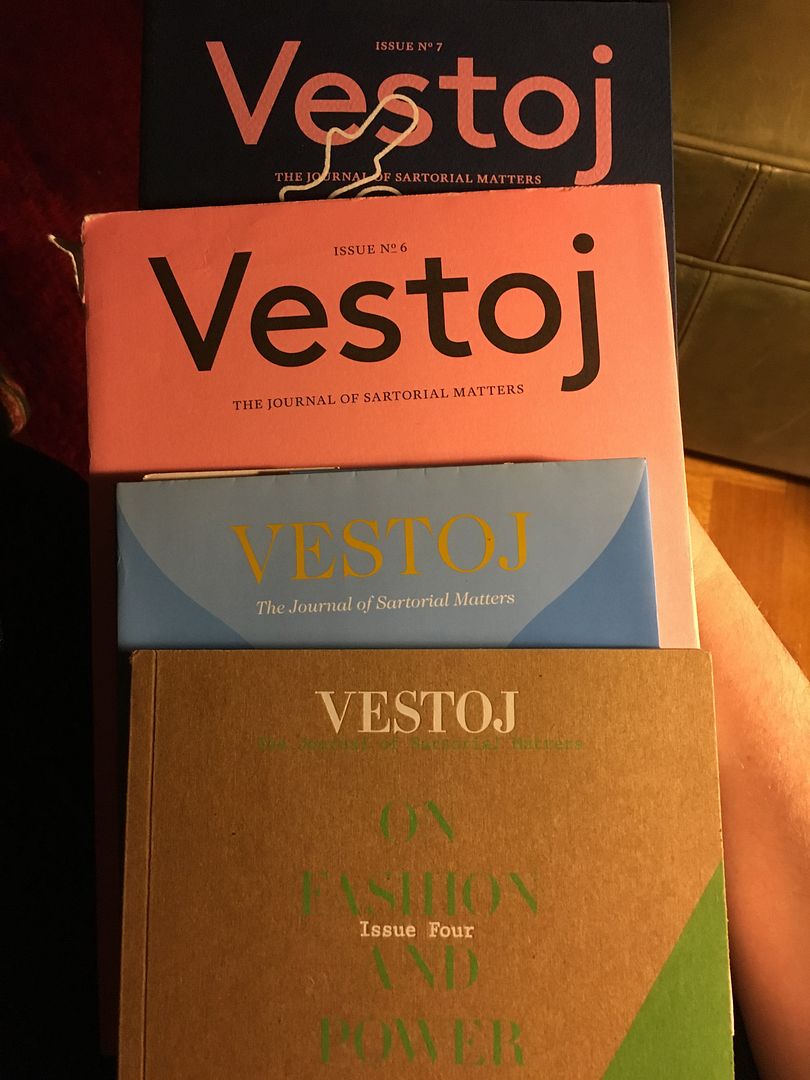 ISSUE Nº 7
Vestoj
THE JOURNAL OF SARTORIAL MATTERS
ISSUE Nº 6
Vestoj
THE JOURNAL OF SARTORIAL MATTERS
VESTOJ
The Journal of Sartorial Matters
VESTOJ
The Journal of Sartorial Matters
ON
FASHION
Issue Four
AND
POWER